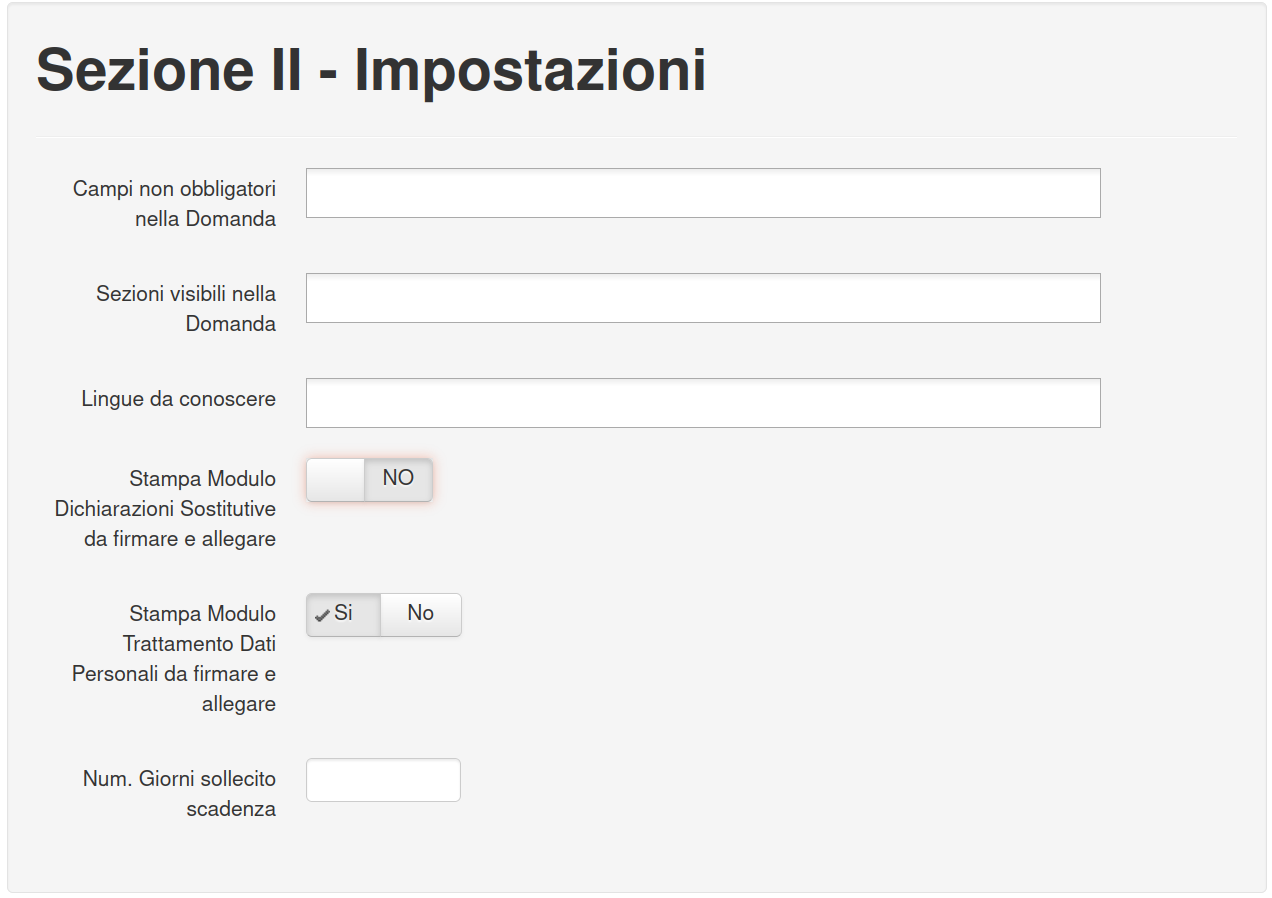 Sezione II - Impostazioni
Campi non obbligatori
nella Domanda
Sezioni visibili nella
Domanda
Lingue da conoscere
Stampa Modulo
Dichiarazioni Sostitutive
da firmare e allegare
NO
Stampa Modulo
Trattamento Dati
Personali da firmare e
allegare
Si No
Num. Giorni sollecito
scadenza